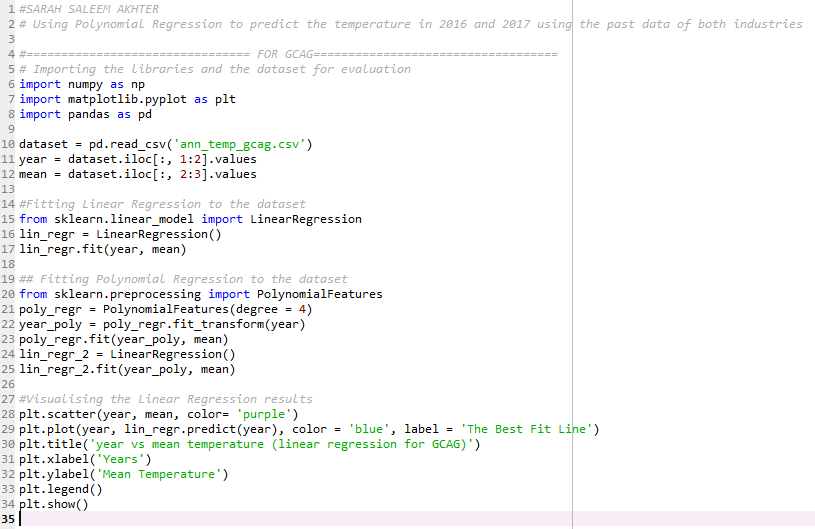 1 #SARAH SALEEM AKHTER
2 # Using Polynomial Regression to predict the temperature in 2016 and 2017 using the past data of both industries
3
4 #================================ FOR GCAG===================================
5 # Importing the libraries and the dataset for evaluation
6 import numpy as np
7 import matplotlib.pyplot as plt
8 import pandas as pd
9
10 dataset = pd.read_csv('ann_temp_gcag.csv')
11 year = dataset.iloc[:, 1:2].values
12 mean = dataset.iloc[:, 2:3].values
13
14 #Fitting Linear Regression to the dataset
15 from sklearn.linear_model import LinearRegression
16 lin_regr = LinearRegression()
17 lin_regr.fit(year, mean)
18
19 ## Fitting Polynomial Regression to the dataset
20 from sklearn.preprocessing import PolynomialFeatures
21 poly_regr = PolynomialFeatures(degree = 4)
22 year_poly = poly_regr.fit_transform(year)
23 poly_regr.fit(year_poly, mean)
24 lin_regr_2 = LinearRegression()
25 lin_regr_2.fit(year_poly, mean)
26
27 #Visualising the Linear Regression results
28 plt.scatter(year, mean, color= 'purple')
29 plt.plot(year, lin_regr.predict(year), color = 'blue', label = 'The Best Fit Line')
30 plt.title('year vs mean temperature (linear regression for GCAG)')
31 plt.xlabel('Years')
32 plt.ylabel('Mean Temperature')
33 plt.legend()
34 plt.show()
35